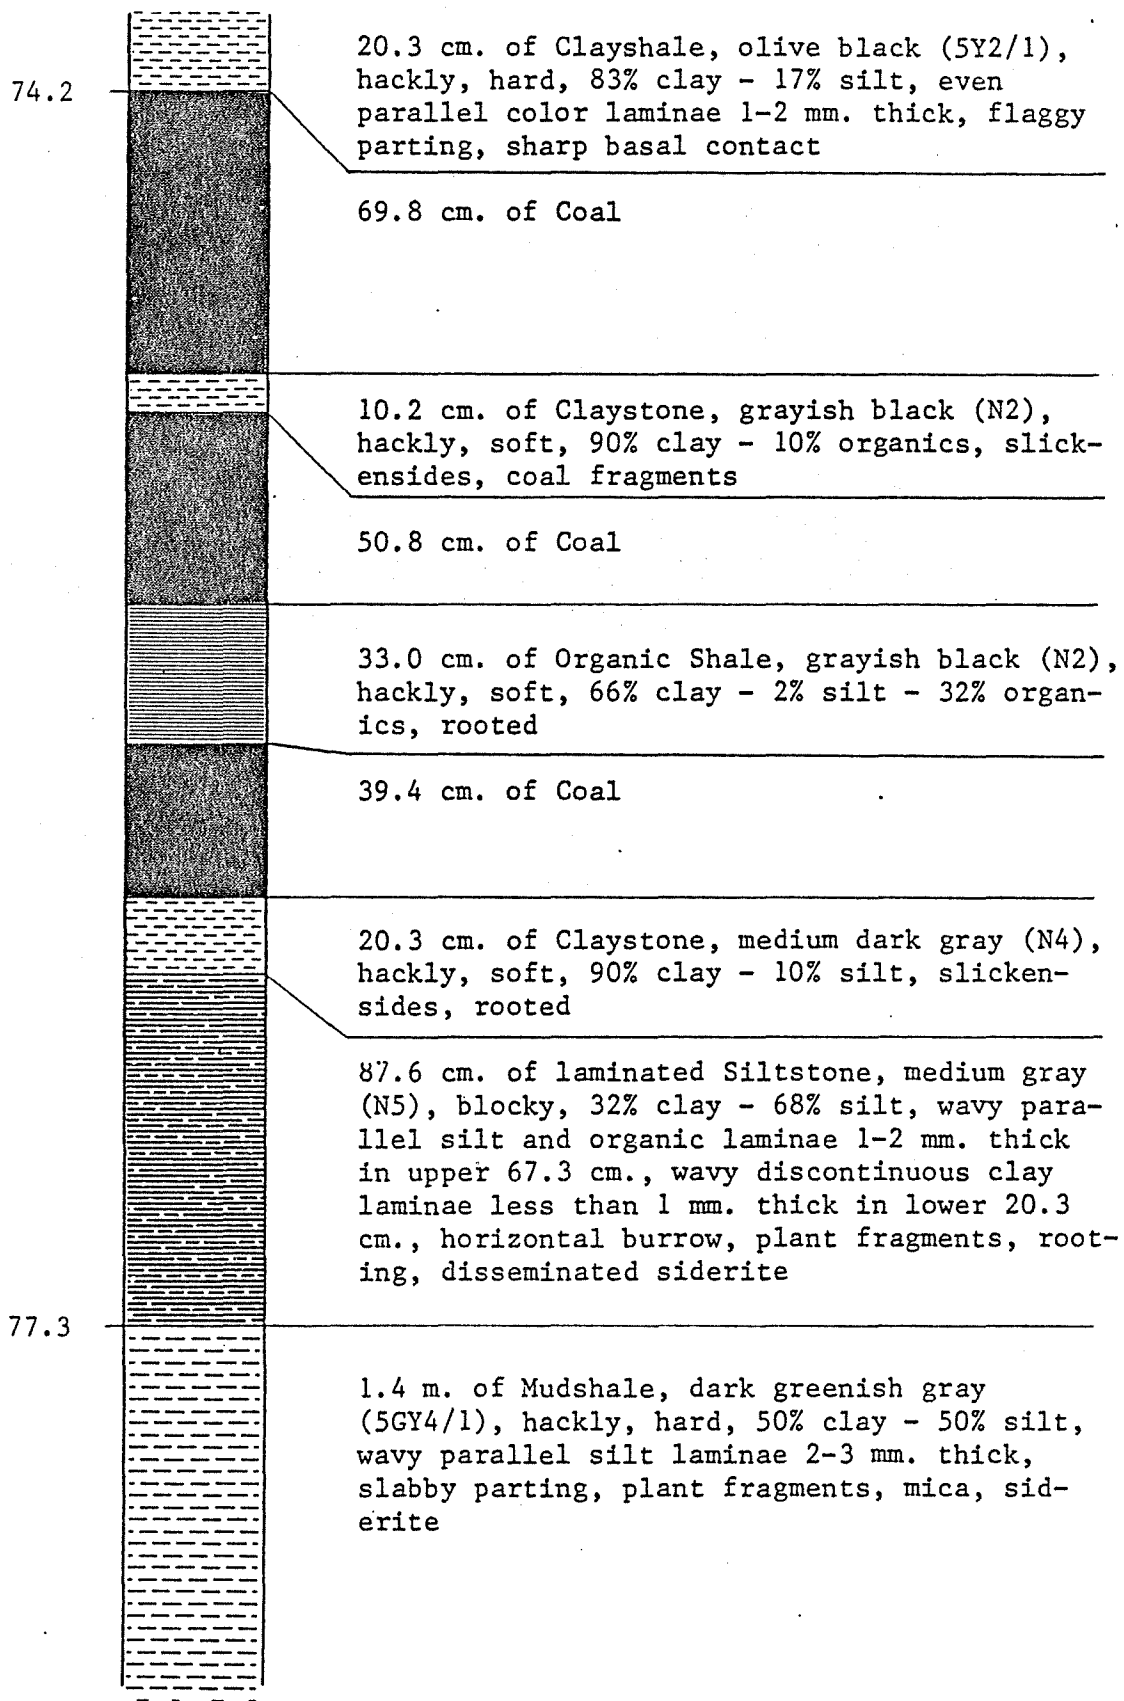 20.3 cm. of Clayshale, olive black (5Y2/1),
hackly, hard, 83% clay - 17% silt, even
parallel color laminae 1-2 mm. thick, flaggy
parting, sharp basal contact
74.2
69.8 cm. of Coal
10.2 cm. of Claystone, grayish black (N2),
hackly, soft, 90% clay - 10% organics, slick-
ensides, coal fragments
50.8 cm. of Coal
33.0 cm. of Organic Shale, grayish black (N2),
hackly, soft, 66% clay - 2% silt - 32% organ-
ics, rooted
39.4 cm. of Coal
20.3 cm. of Claystone, medium dark gray (N4),
hackly, soft, 90% clay - 10% silt, slicken-
sides, rooted
87.6 cm. of laminated Siltstone, medium gray
(N5), blocky, 32% clay - 68% silt, wavy para-
llel silt and organic laminae 1-2 mm. thick
in upper 67.3 cm., wavy discontinuous clay
laminae less than 1 mm. thick in lower 20.3
cm., horizontal burrow, plant fragments, root-
ing, disseminated siderite
77.3
1.4 m. of Mudshale, dark greenish gray
(5GY4/1), hackly, hard, 50% clay - 50% silt,
wavy parallel silt laminae 2-3 mm. thick,
slabby parting, plant fragments, mica, sid-
erite